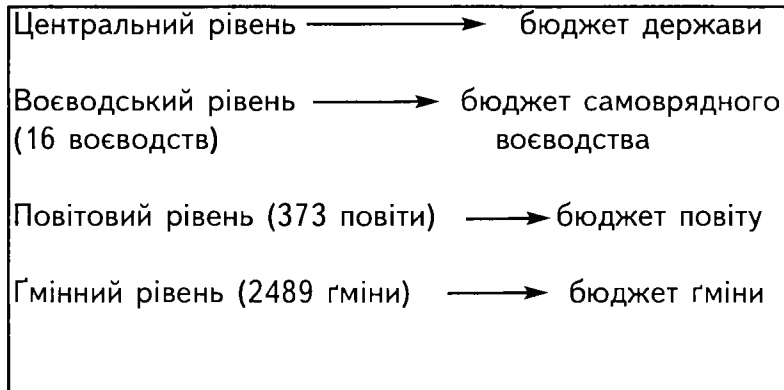 Центральний рівень → бюджет держави
Воєводський рівень → бюджет самоврядного
(16 воєводств) воєводства
Повітовий рівень (373 повіти) → бюджет повіту
Ґмінний рівень (2489 ґміни) → бюджет ґміни